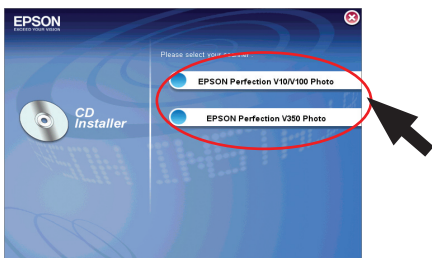 EPSON
EXCEED YOUR VISION
Please select your scanner
EPSON Perfection V10/V100 Photo
CD
Installer
EPSON Perfection V350 Photo